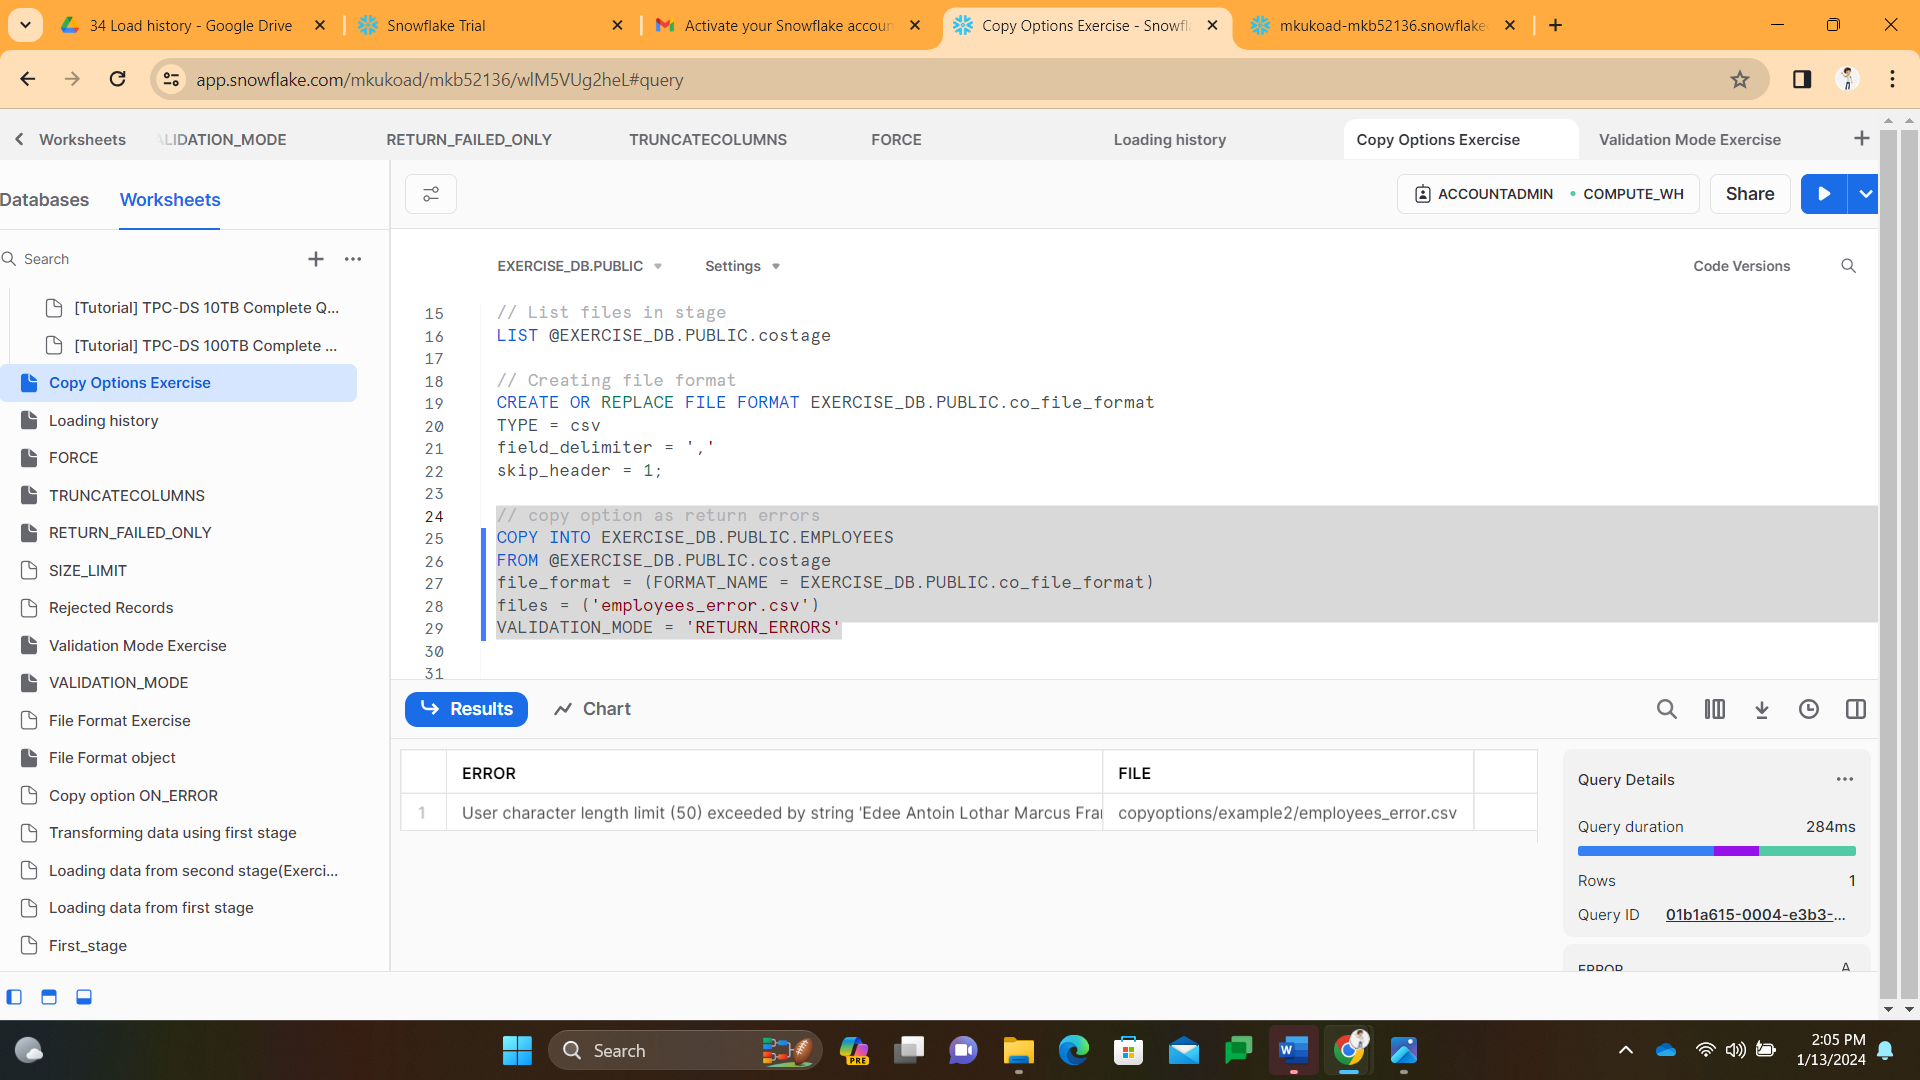 34 Load history - Google Drive
Snowflake Trial
Activate your Snowflake accoun
Copy Options Exercise - Snowfl
mkukoad-mkb52136.snowflake
app.snowflake.com/mkukoad/mkb52136/wlM5VUg2heL#query
Worksheets
ALIDATION_MODE
RETURN_FAILED_ONLY
TRUNCATECOLUMNS
FORCE
Loading history
Copy Options Exercise
Validation Mode Exercise
Databases
Worksheets
ACCOUNTADMIN
COMPUTE_WH
Share
Search
[Tutorial] TPC-DS 10TB Complete Q...
[Tutorial] TPC-DS 100TB Complete ...
Copy Options Exercise
Loading history
FORCE
TRUNCATECOLUMNS
RETURN_FAILED_ONLY
SIZE_LIMIT
Rejected Records
Validation Mode Exercise
VALIDATION_MODE
File Format Exercise
File Format object
Copy option ON_ERROR
Transforming data using first stage
Loading data from second stage(Exerci...
Loading data from first stage
First_stage
EXERCISE_DB.PUBLIC
Settings
Code Versions
15 // List files in stage
16 LIST @EXERCISE_DB.PUBLIC.costage
17
18 // Creating file format
19 CREATE OR REPLACE FILE FORMAT EXERCISE_DB.PUBLIC.co_file_format
20 TYPE = csv
21 field_delimiter = ','
22 skip_header = 1;
23
24 // copy option as return errors
25 COPY INTO EXERCISE_DB.PUBLIC.EMPLOYEES
26 FROM @EXERCISE_DB.PUBLIC.costage
27 file_format = (FORMAT_NAME = EXERCISE_DB.PUBLIC.co_file_format)
28 files = ('employees_error.csv')
29 VALIDATION_MODE = 'RETURN_ERRORS'
30
31
Results
Chart
ERROR FILE
1 User character length limit (50) exceeded by string 'Edee Antoin Lothar Marcus Fran copyoptions/example2/employees_error.csv
Query Details
Query duration 284ms
Rows 1
Query ID 01b1a615-0004-e3b3-...
ERROR A
Search
PRE
2:05 PM
1/13/2024